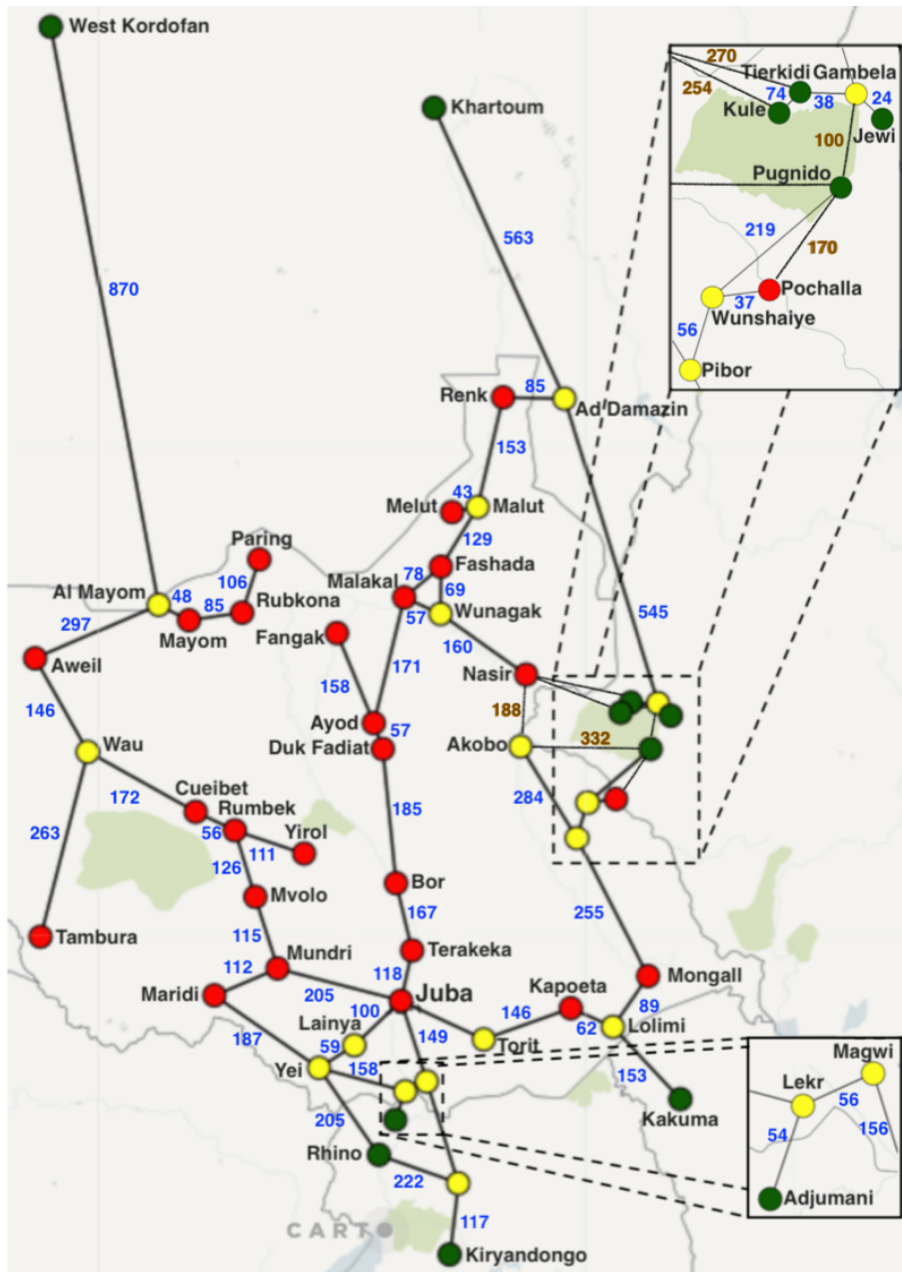 West Kordofan
Khartoum
870
563
270
Tierkidi Gambela
254
74
38
24
Kule
Jewi
100
Pugnido
219
170
Pochalla
37
Wunshaiye
56
Pibor
Renk
85
Ad Damazin
153
43
Melut
Malut
129
Paring
Fashada
78
Malakal
69
106
Al Mayom
48
85
Rubkona
Wunagak
57
297
Mayom
Fangak
160
545
Aweil
Nasir
171
158
146
188
Ayod
57
Wau
Duk Fadiat
Akobo
332
172
Cueibet
284
Rumbek
185
263
56
Yirol
111
126
Bor
Mvolo
255
167
Tambura
115
Terakeka
Mundri
112
118
Mongall
Maridi
205
Juba
Kapoeta
100
146
89
Lainya
149
62
Lolimi
187
59
Torit
Yei
158
153
Magwi
Lekr
56
205
Kakuma
54
156
Rhino
222
Adjumani
117
CART
Kiryandongo